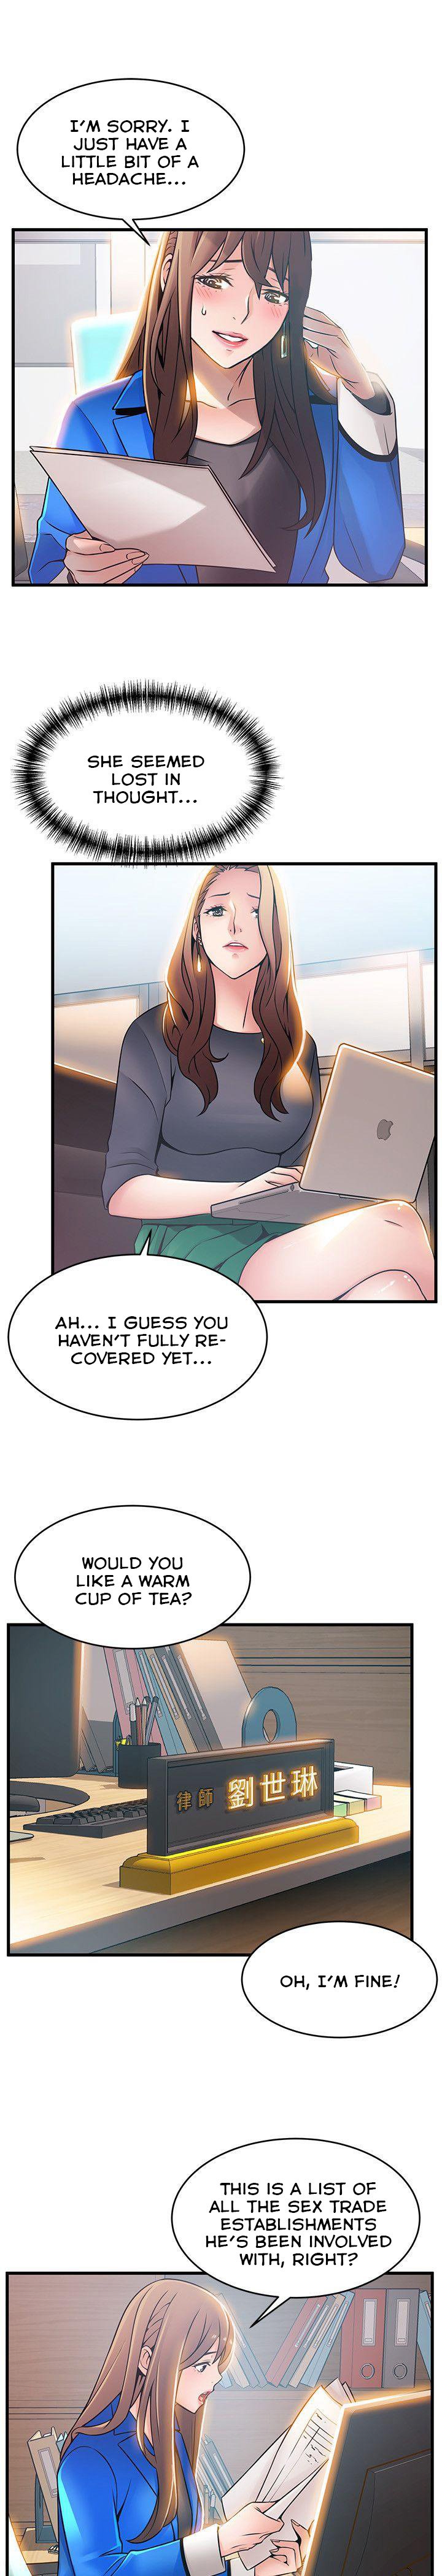 I'M SORRY. I
JUST HAVE A
LITTLE BIT OF A
HEADACHE...
SHE SEEMED
LOST IN
THOUGHT...
AH... I GUESS YOU
HAVEN'T FULLY RE-
COVERED YET...
WOULD YOU
LIKE A WARM
CUP OF TEA?
律師 劉世琳
OH, I'M FINE!
THIS IS A LIST OF
ALL THE SEX TRADE
ESTABLISHMENTS
HE'S BEEN INVOLVED
WITH, RIGHT?